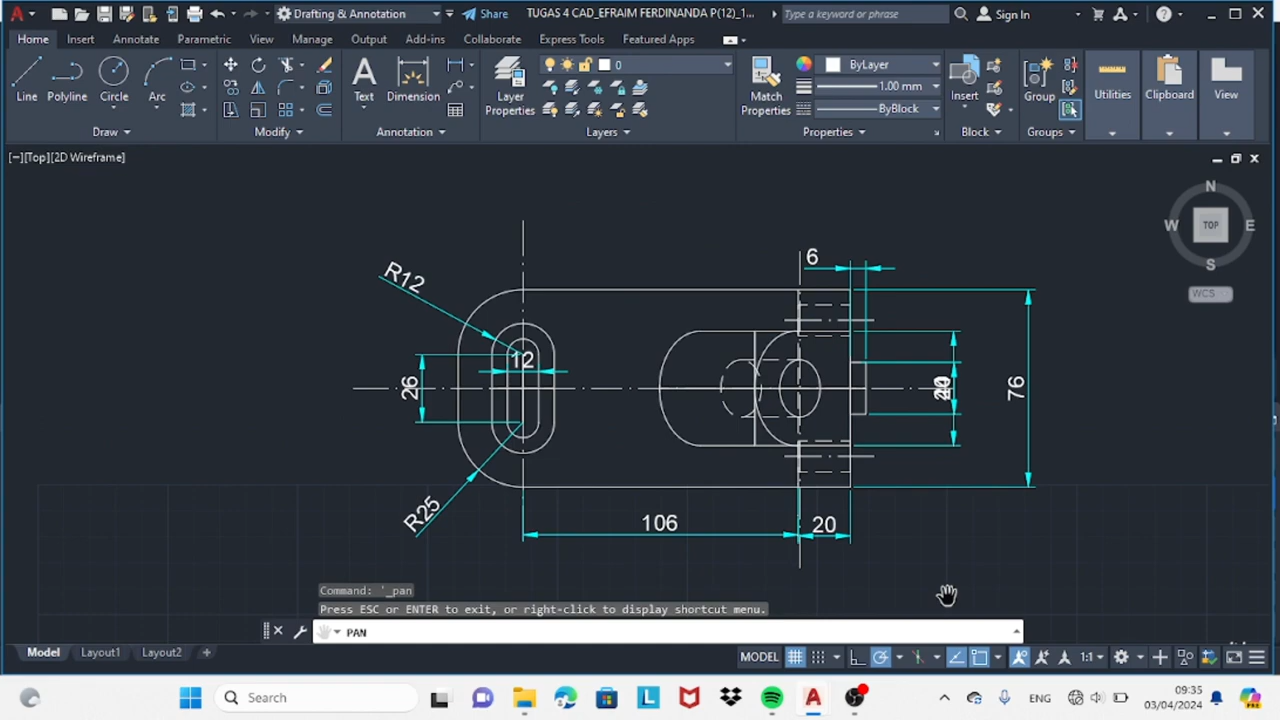 Drafting & Annotation
Share
TUGAS 4 CAD_EFRAIM FERDINANDA P(12)_1...
Type a keyword or phrase
Sign In
Home
Insert
Annotate
Parametric
View
Manage
Output
Add-ins
Collaborate
Express Tools
Featured Apps
Line
Polyline
Circle
Arc
Text
Dimension
Layer
Properties
0
Match
Properties
ByLayer
1.00 mm
ByBlock
Insert
Group
Utilities
Clipboard
View
Draw
Modify
Annotation
Layers
Properties
Block
Groups
[−][Top][2D Wireframe]
N
W
TOP
E
S
WCS
6
R12
12
26
76
R25
106
20
Command: '_pan
Press ESC or ENTER to exit, or right-click to display shortcut menu.
PAN
Model
Layout1
Layout2
MODEL
1:1
Search
ENG
09:35
03/04/2024